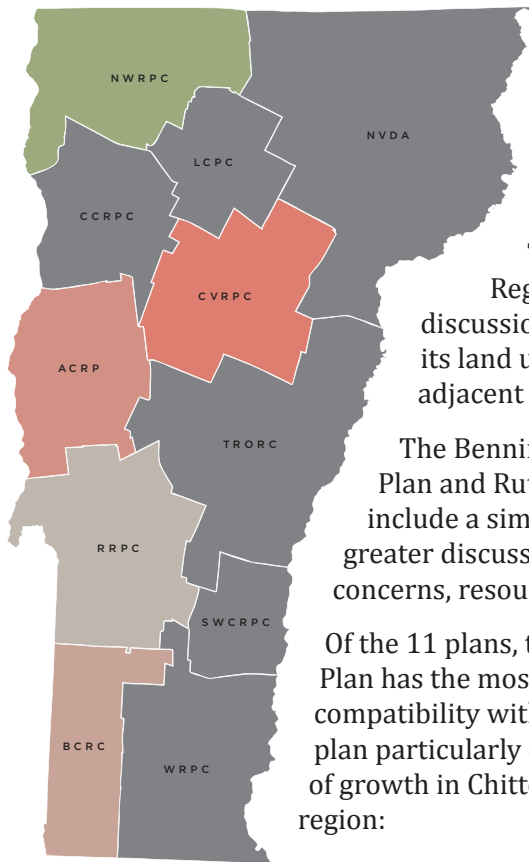 NWRPC
NVDA
LCPC
CCRPC
CVRPC
ACRP
TRORC
RRPC
SWCRPC
BCRC
WRPC
Reg
discussio
its land u
adjacent
The Benni
Plan and Rut
include a sim
greater discuss
concerns, resou
Of the 11 plans, t
Plan has the mos
compatibility with
plan particularly
of growth in Chitt
region: